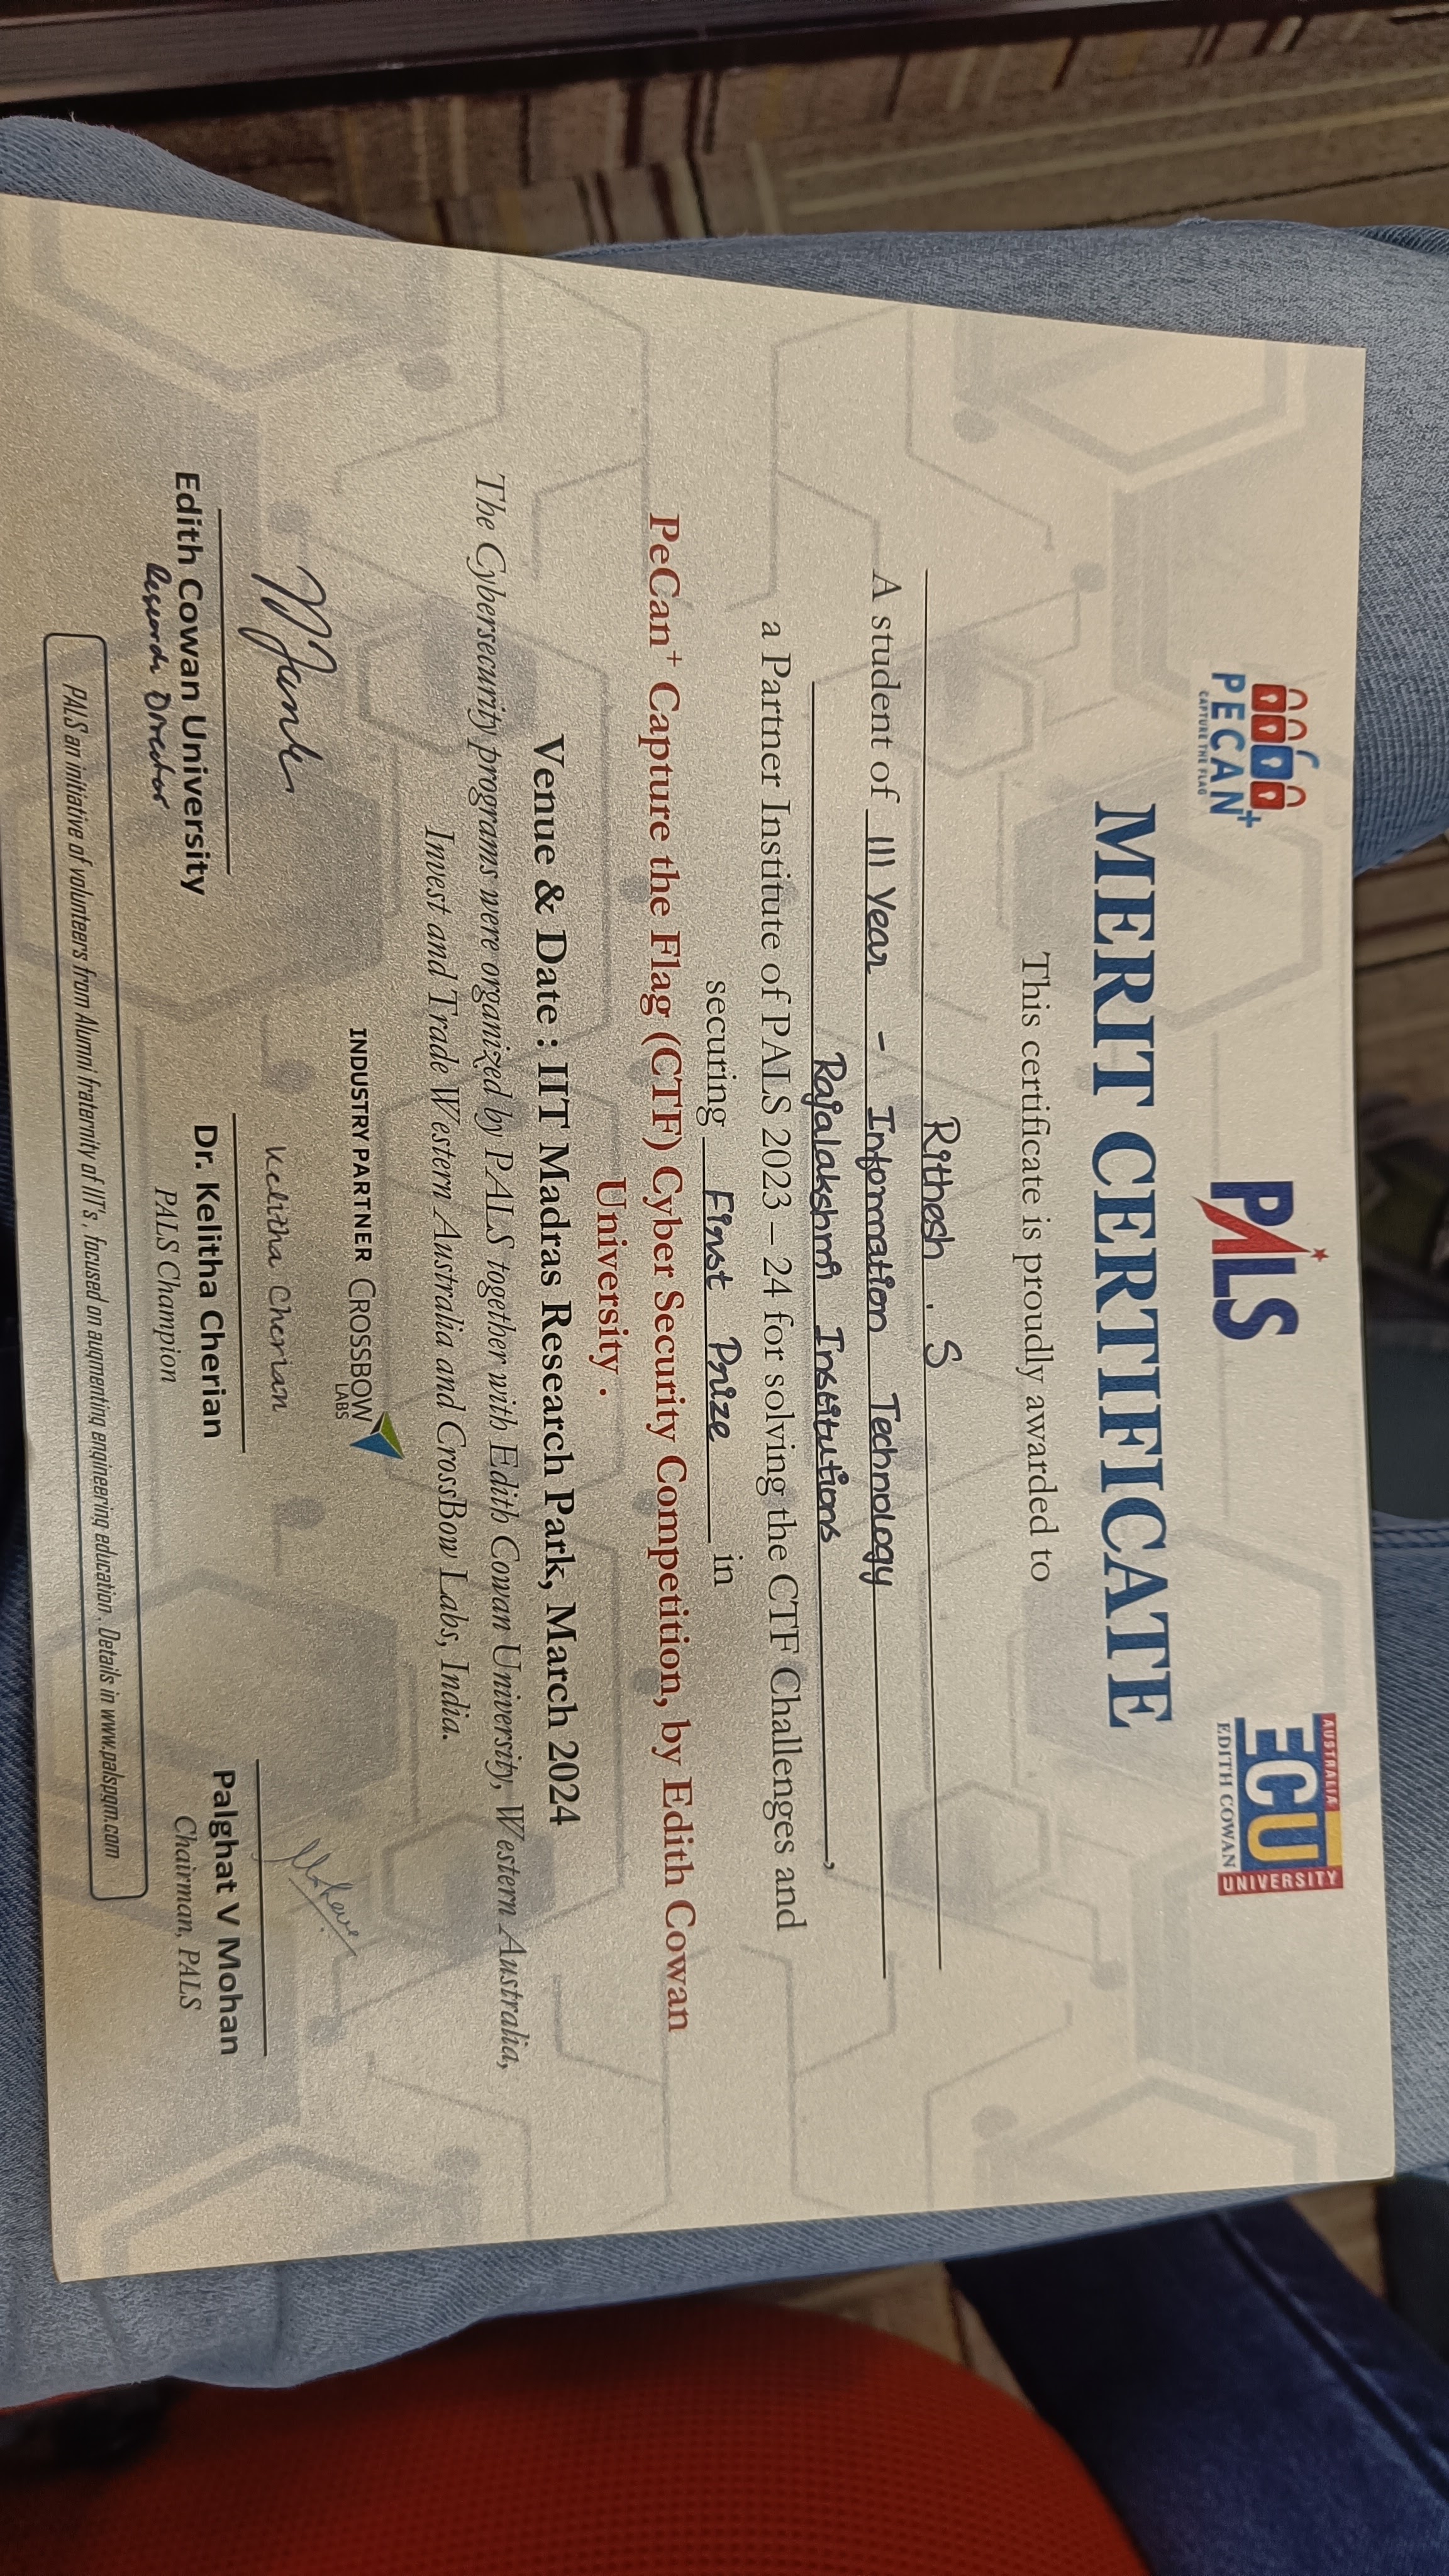 PECAN+
CAPTURE THE FLAG
PALS
AUSTRALIA
ECU
EDITH COWAN
UNIVERSITY
MERIT CERTIFICATE
This certificate is proudly awarded to
Rithesh . S
A student of III Year - Information Technology
Rajalakshmi Institutions,
a Partner Institute of PALS 2023 – 24 for solving the CTF Challenges and
securing First Prize in
PeCan+ Capture the Flag (CTF) Cyber Security Competition, by Edith Cowan
University .
Venue & Date : IIT Madras Research Park, March 2024
The Cybersecurity programs were organized by PALS together with Edith Cowan University, Western Australia,
Invest and Trade Western Australia and CrossBow Labs, India.
INDUSTRY PARTNER CROSSBOW
LABS
Kelitha Cherian
Edith Cowan University
Research Director
Dr. Kelitha Cherian
PALS Champion
Palghat V Mohan
Chairman, PALS
PALS an initiative of volunteers from Alumni fraternity of IIT's , focused on augmenting engineering education . Details in www.palspgm.com